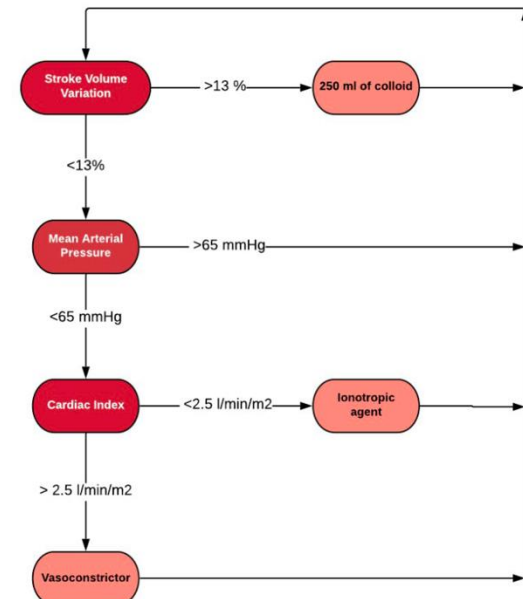 Stroke Volume
Variation
>13 %
250 ml of colloid
<13%
Mean Arterial
Pressure
>65 mmHg
<65 mmHg
Cardiac Index
<2.5 l/min/m2
Ionotropic
agent
> 2.5 l/min/m2
Vasoconstrictor